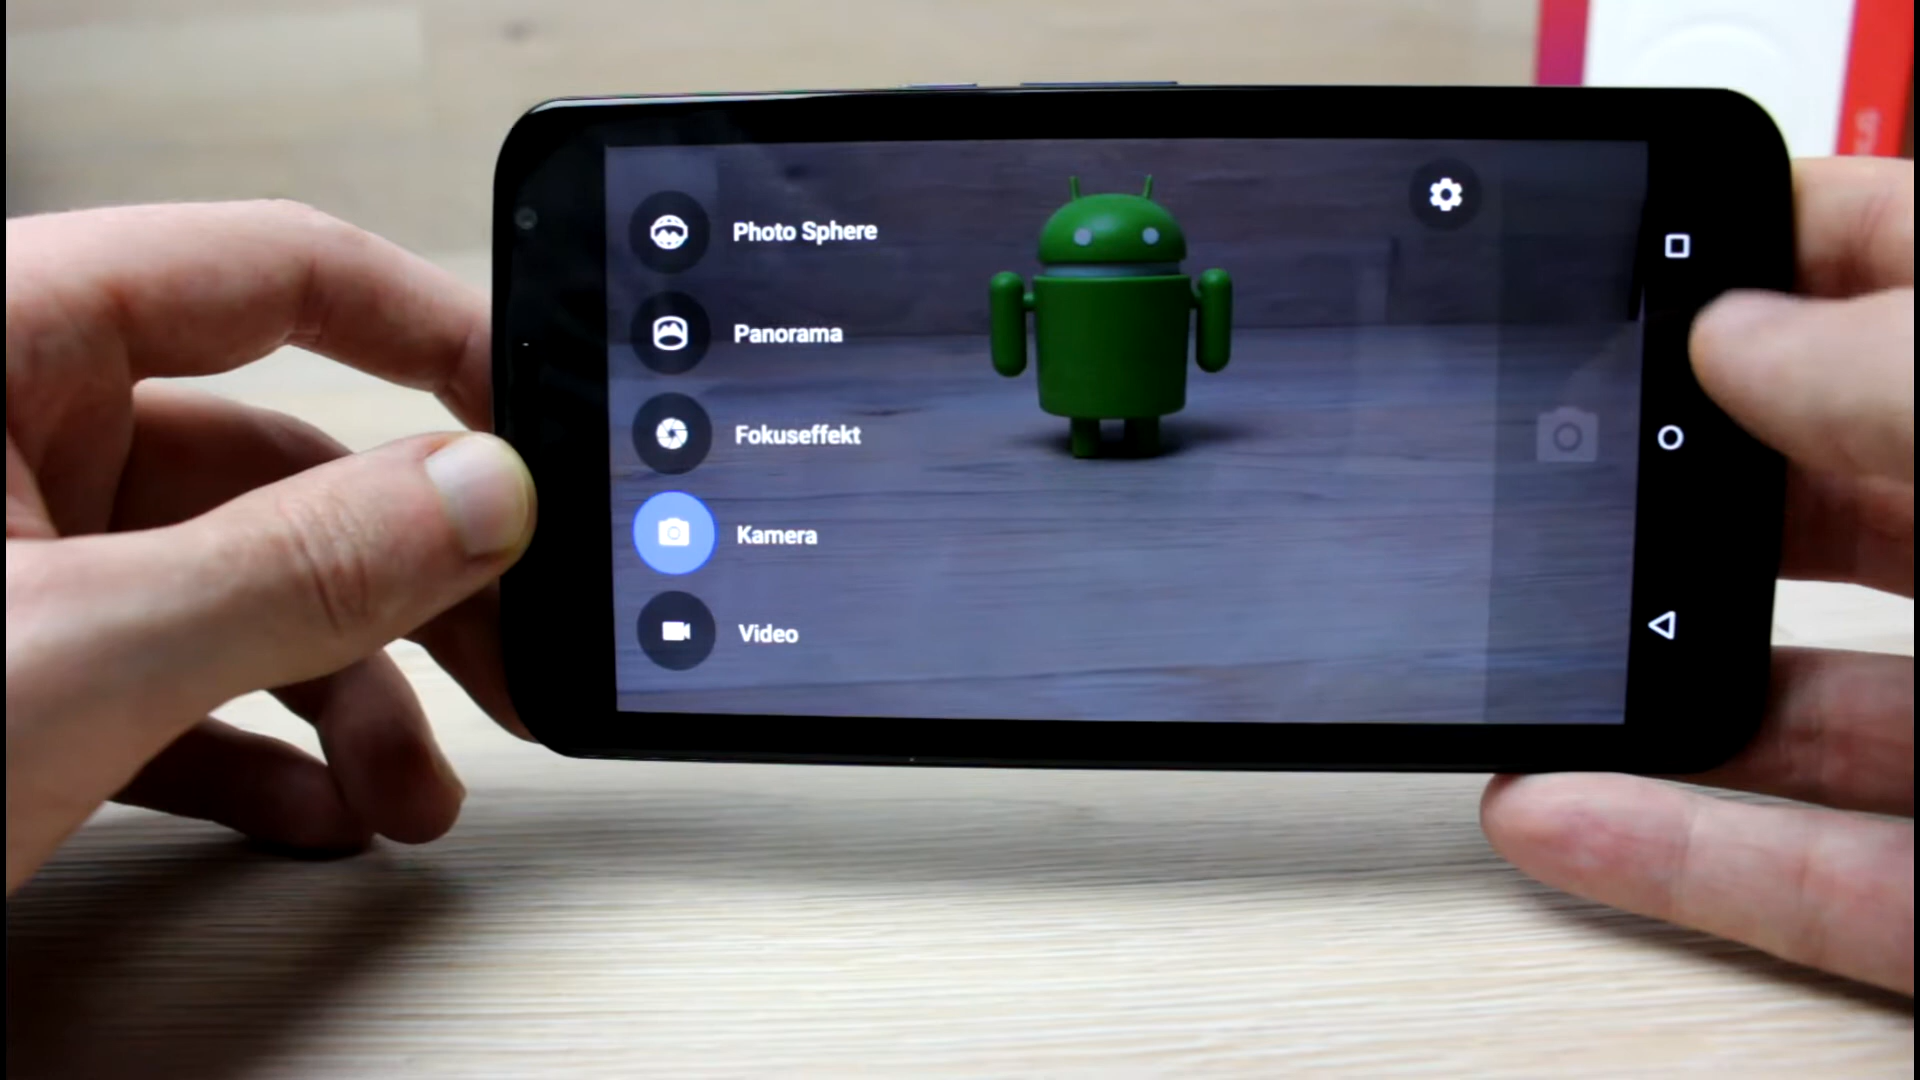 Photo Sphere
Panorama
Fokuseffekt
Kamera
Video